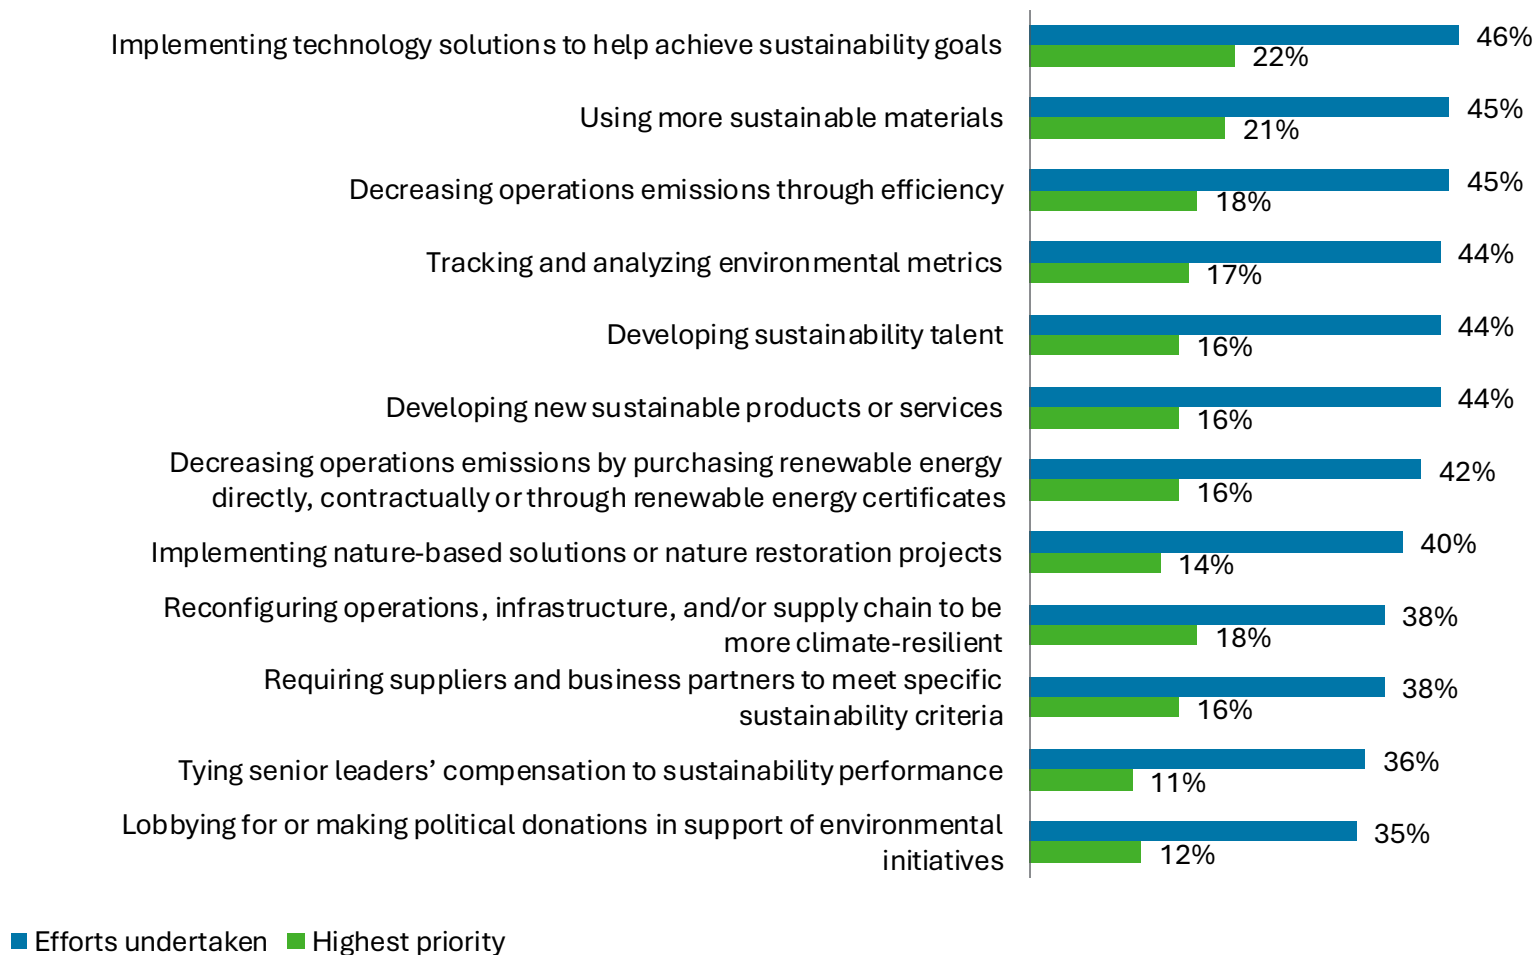 Implementing technology solutions to help achieve sustainability goals
46%
22%
Using more sustainable materials
45%
21%
Decreasing operations emissions through efficiency
45%
18%
Tracking and analyzing environmental metrics
44%
17%
Developing sustainability talent
44%
16%
Developing new sustainable products or services
44%
16%
Decreasing operations emissions by purchasing renewable energy
directly, contractually or through renewable energy certificates
42%
16%
Implementing nature-based solutions or nature restoration projects
40%
14%
Reconfiguring operations, infrastructure, and/or supply chain to be
more climate-resilient
38%
18%
Requiring suppliers and business partners to meet specific
sustainability criteria
38%
16%
Tying senior leaders’ compensation to sustainability performance
36%
11%
Lobbying for or making political donations in support of environmental
initiatives
35%
12%
Efforts undertaken
Highest priority